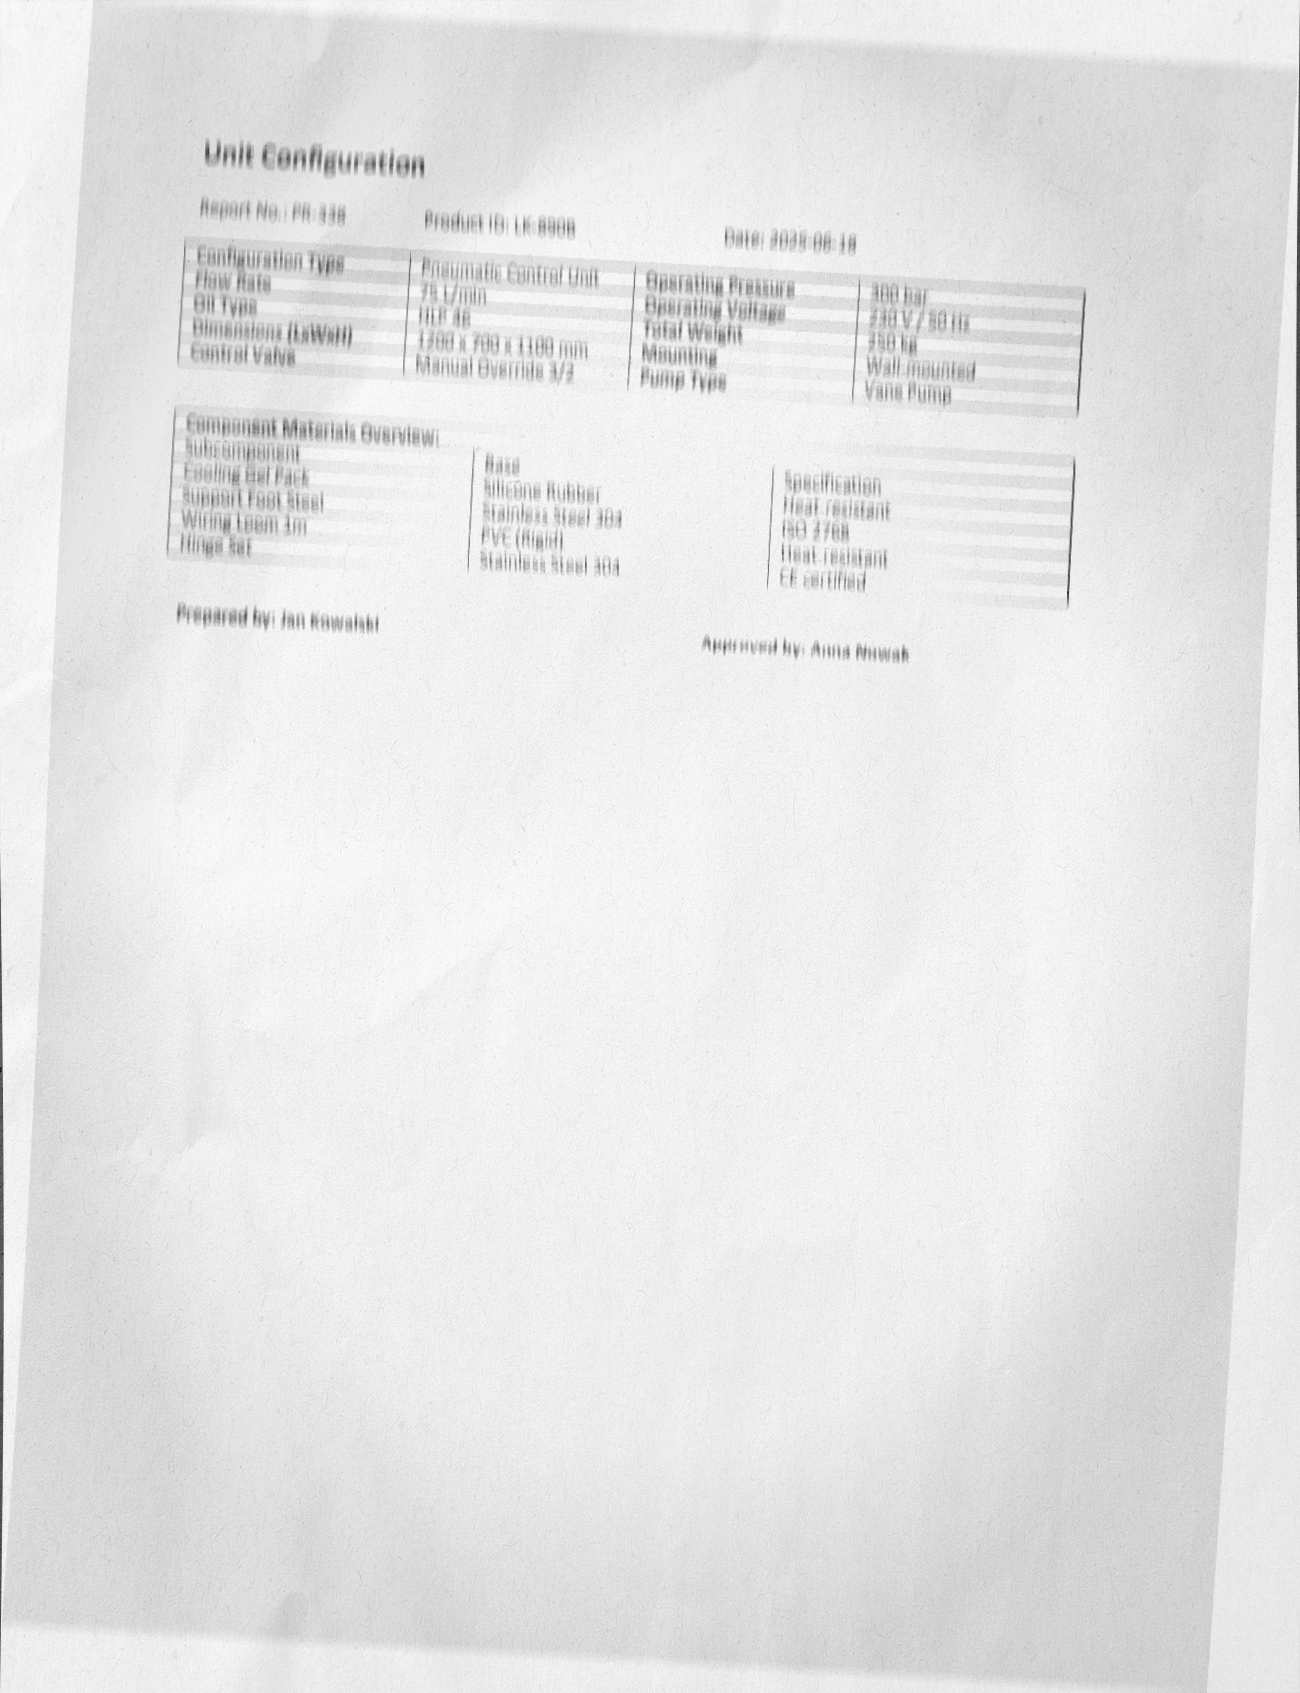 Unit Configuration
Report No.: PR-338 Product ID: LK-8908 Date: 2025-06-18
Configuration Type Pneumatic Control Unit Operating Pressure 300 bar
Flow Rate 75 L/min Operating Voltage 230 V / 50 Hz
Oil Type HLP 46 Total Weight 350 kg
Dimensions (LxWxH) 1200 x 700 x 1100 mm Mounting Wall-mounted
Control Valve Manual Override 3/2 Pump Type Vane Pump
Component Materials Overview:
Subcomponent Base Specification
Cooling Gel Pack Silicone Rubber Heat-resistant
Support Foot Steel Stainless Steel 304 ISO 2768
Wiring Loom 1m PVC (Rigid) Heat-resistant
Hinge Set Stainless Steel 304 CE certified
Prepared by: Jan Kowalski Approved by: Anna Nowak